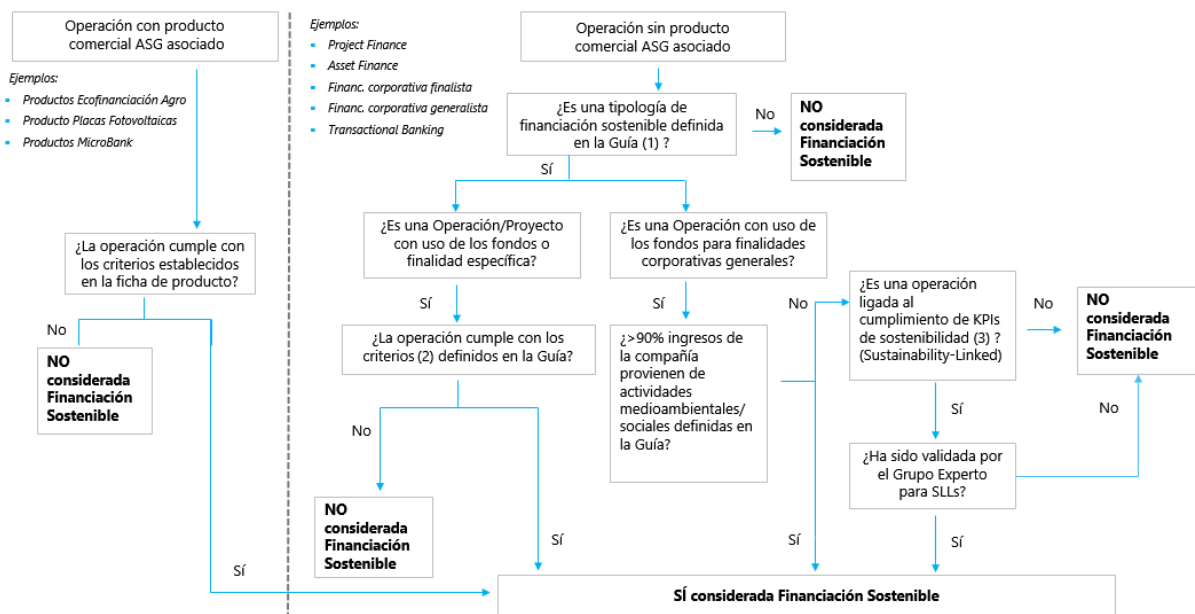 Operación con producto
comercial ASG asociado
Ejemplos:
▪ Productos Ecofinanciación Agro
▪ Producto Placas Fotovoltaicas
▪ Productos MicroBank
¿La operación cumple con
los criterios establecidos
en la ficha de producto?
No
NO
considerada
Financiación
Sostenible
Sí
Ejemplos:
▪ Project Finance
▪ Asset Finance
▪ Financ. corporativa finalista
▪ Financ. corporativa generalista
▪ Transactional Banking
Operación sin producto
comercial ASG asociado
¿Es una tipología de
financiación sostenible definida
en la Guía (1) ?
No
NO
considerada
Financiación
Sostenible
Sí
¿Es una Operación/Proyecto
con uso de los fondos o
finalidad específica?
Sí
¿La operación cumple con los
criterios (2) definidos en la Guía?
No
NO
considerada
Financiación
Sostenible
Sí
¿Es una Operación con uso de
los fondos para finalidades
corporativas generales?
Sí
¿>90% ingresos de
la compañía
provienen de
actividades
medioambientales/
sociales definidas en
la Guía?
No
Sí
¿Es una operación
ligada al
cumplimiento de KPIs
de sostenibilidad (3) ?
(Sustainability-Linked)
No
NO
considerada
Financiación
Sostenible
Sí
No
¿Ha sido validada por
el Grupo Experto
para SLLs?
Sí
SÍ considerada Financiación Sostenible